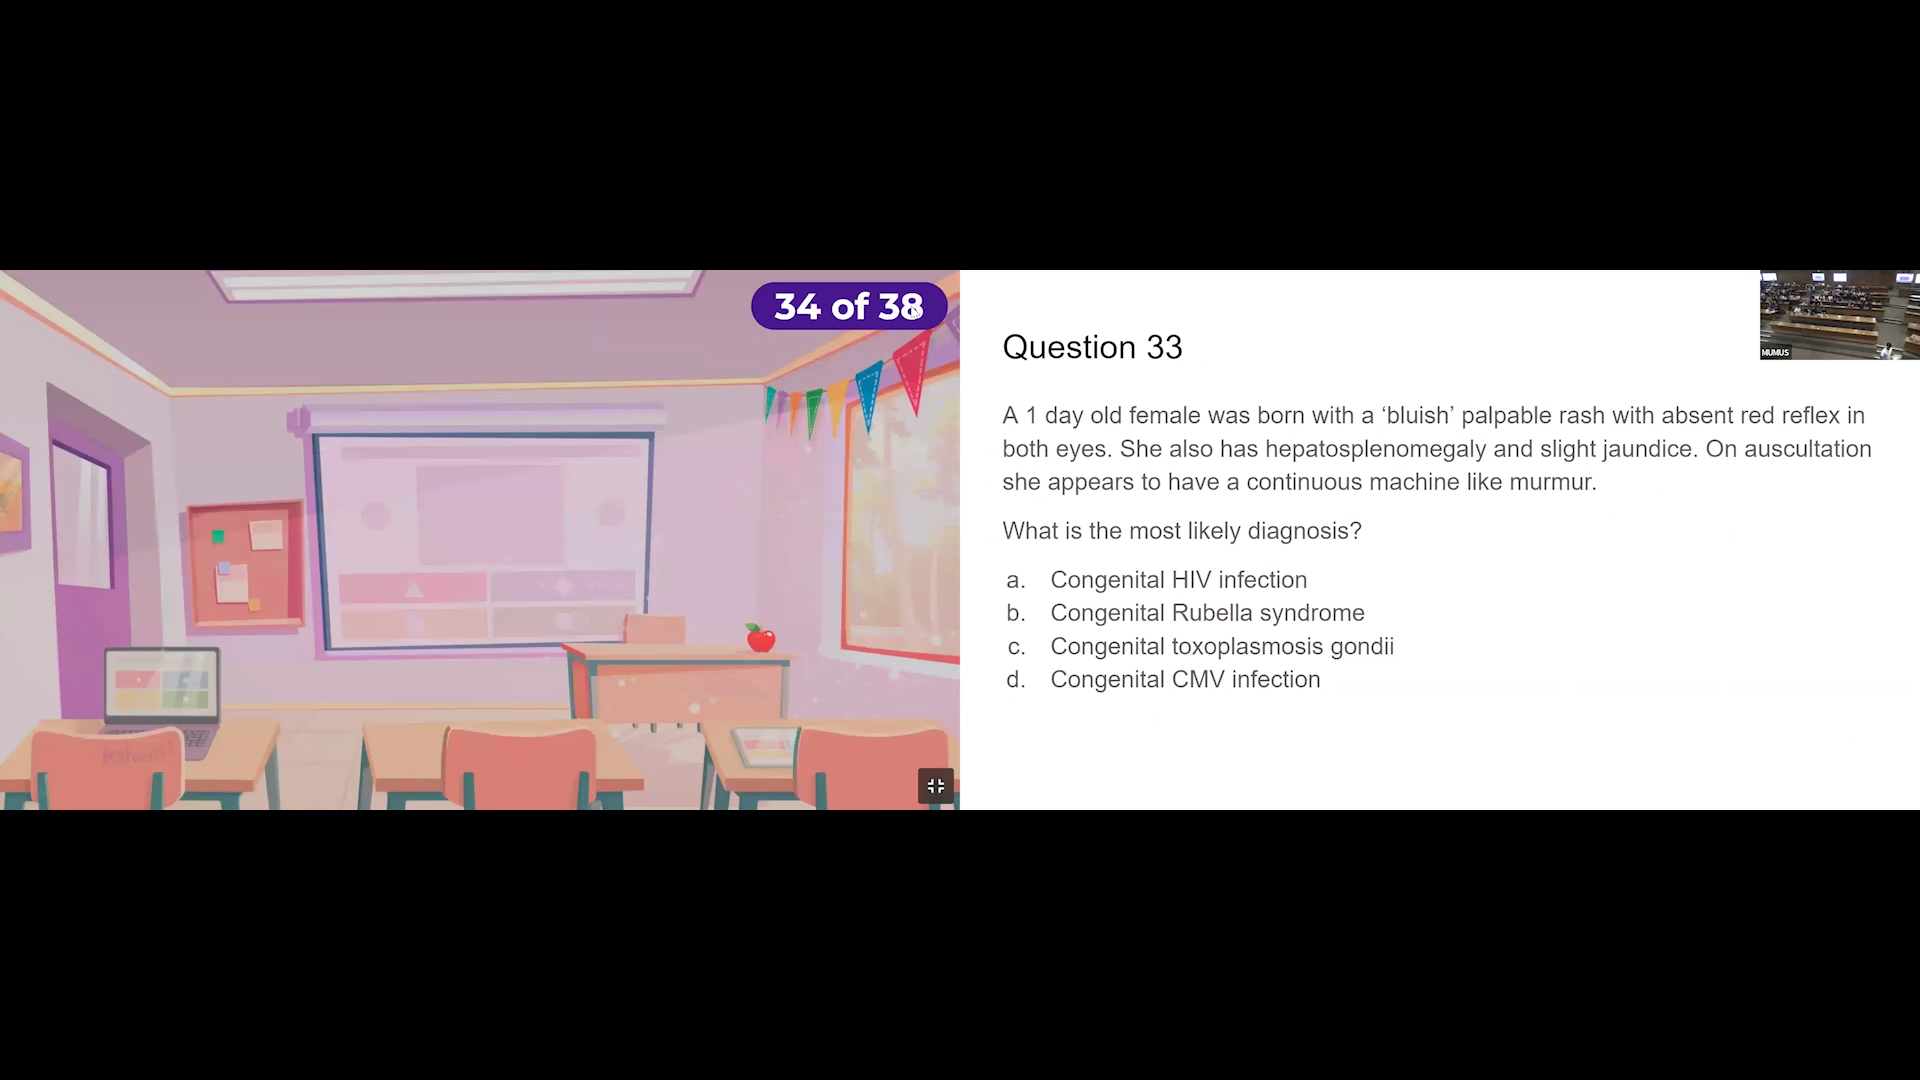 34 of 38
Question 33
MUMUS
A 1 day old female was born with a ‘bluish’ palpable rash with absent red reflex in
both eyes. She also has hepatosplenomegaly and slight jaundice. On auscultation
she appears to have a continuous machine like murmur.
What is the most likely diagnosis?
a. Congenital HIV infection
b. Congenital Rubella syndrome
c. Congenital toxoplasmosis gondii
d. Congenital CMV infection
Kahoot!